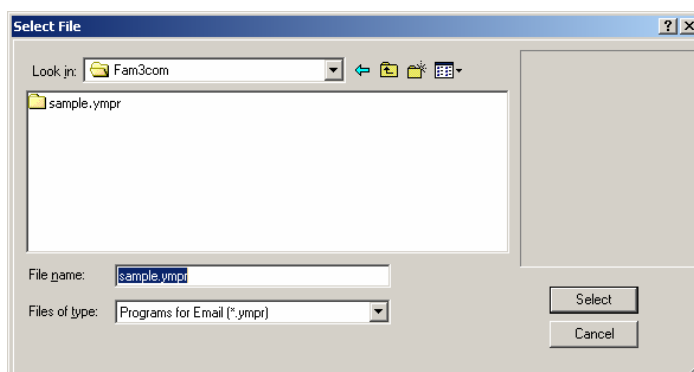 Select File
Look in: Fam3com
sample.ympr
File name: sample.ympr
Select
Files of type: Programs for Email (*.ympr)
Cancel